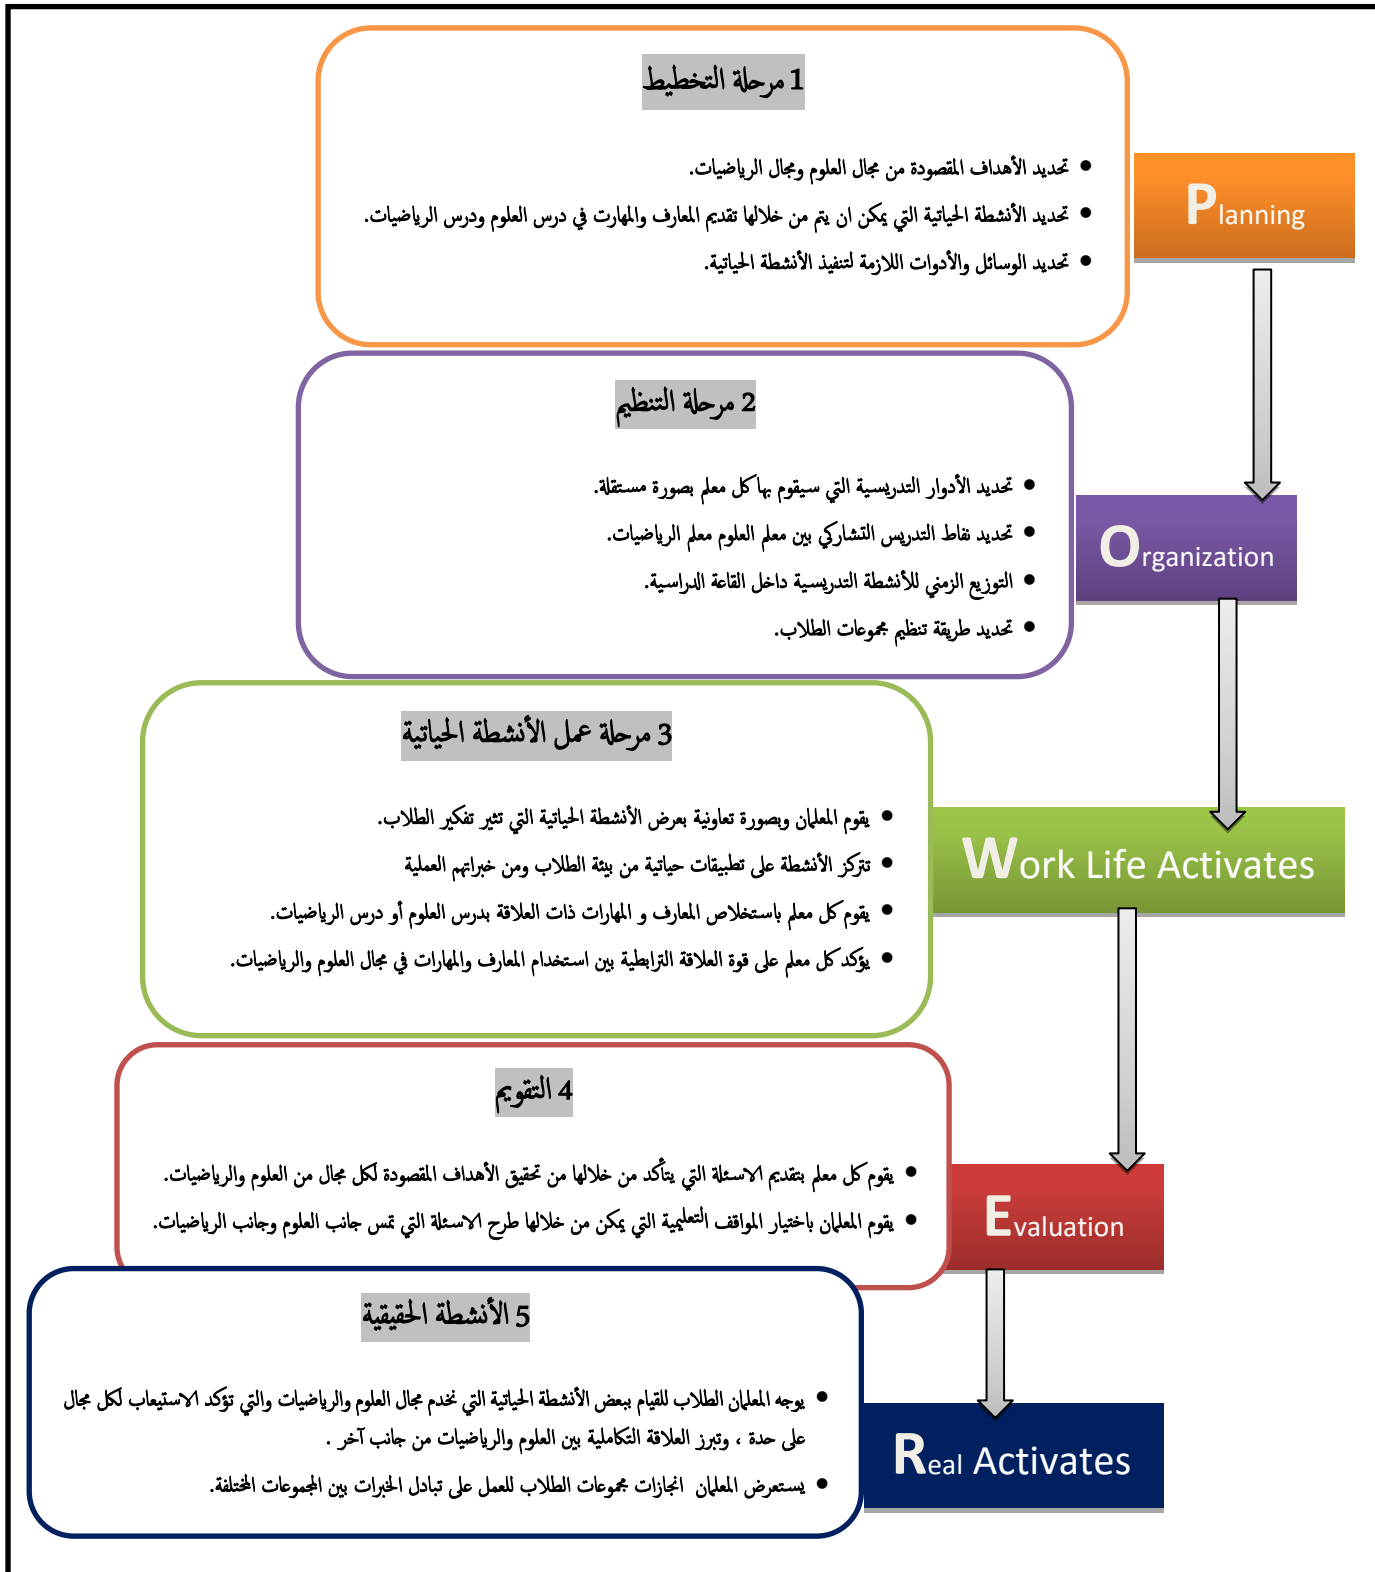 1 مرحلة التخطيط
• تحديد الأهداف المقصودة من مجال العلوم ومجال الرياضيات.
• تحديد الأنشطة الحياتية التي يمكن ان يتم من خلالها تقديم المعارف والمهارت في درس العلوم ودرس الرياضيات.
• تحديد الوسائل والأدوات اللازمة لتنفيذ الأنشطة الحياتية.
Planning
2 مرحلة التنظيم
• تحديد الأدوار التدريسية التي سيقوم بها كل معلم بصورة مستقلة.
• تحديد نفاط التدريس التشاركي بين معلم العلوم معلم الرياضيات.
• التوزيع الزمني للأنشطة التدريسية داخل القاعة الدراسية.
• تحديد طريقة تنظيم مجموعات الطلاب.
Organization
3 مرحلة عمل الأنشطة الحياتية
• يقوم المعلمان وبصورة تعاونية بعرض الأنشطة الحياتية التي تثير تفكير الطلاب.
• تتركز الأنشطة على تطبيقات حياتية من بيئة الطلاب ومن خبراتهم العملية
• يقوم كل معلم باستخلاص المعارف و المهارات ذات العلاقة بدرس العلوم أو درس الرياضيات.
• يؤكد كل معلم على قوة العلاقة الترابطية بين استخدام المعارف والمهارات في مجال العلوم والرياضيات.
Work Life Activates
4 التقويم
• يقوم كل معلم بتقديم الاسئلة التي يتأكد من خلالها من تحقيق الأهداف المقصودة لكل مجال من العلوم والرياضيات.
• يقوم المعلمان باختيار المواقف التعليمية التي يمكن من خلالها طرح الاسئلة التي تمس جانب العلوم وجانب الرياضيات.
Evaluation
5 الأنشطة الحقيقية
• يوجه المعلمان الطلاب للقيام ببعض الأنشطة الحياتية التي تخدم مجال العلوم والرياضيات والتي تؤكد الاستيعاب لكل مجال
على حدة ، وتبرز العلاقة التكاملية بين العلوم والرياضيات من جانب آخر .
• يستعرض المعلمان انجازات مجموعات الطلاب للعمل على تبادل الخبرات بين المجموعات المختلفة.
Real Activates